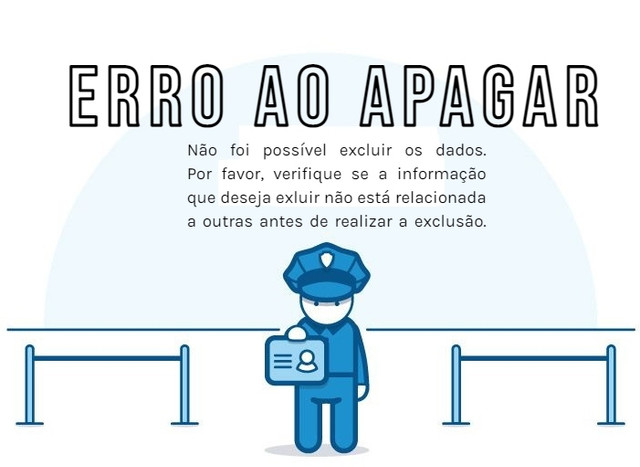 ERRO AO APAGAR
Não foi possível excluir os dados.
Por favor, verifique se a informação
que deseja exluir não está relacionada
a outras antes de realizar a exclusão.